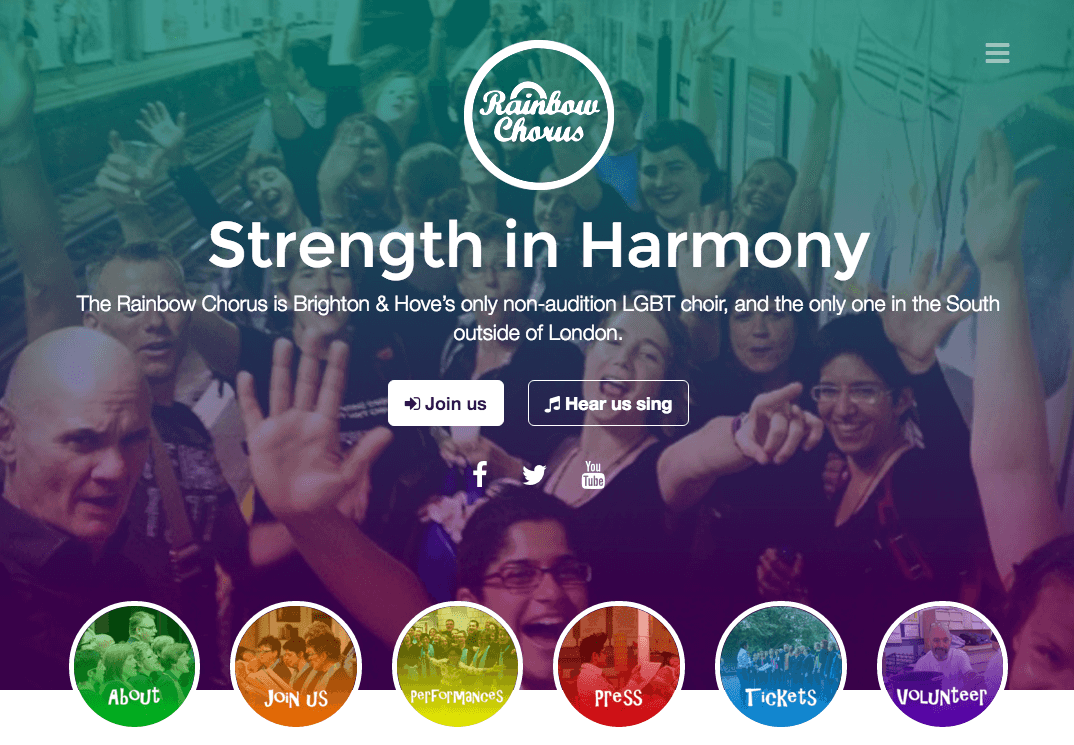 Rainbow
Chorus
Strength in Harmony
The Rainbow Chorus is Brighton & Hove’s only non-audition LGBT choir, and the only one in the South
outside of London.
Join us
Hear us sing
You
Tube
About
Join us
Performances
Press
Tickets
Volunteer